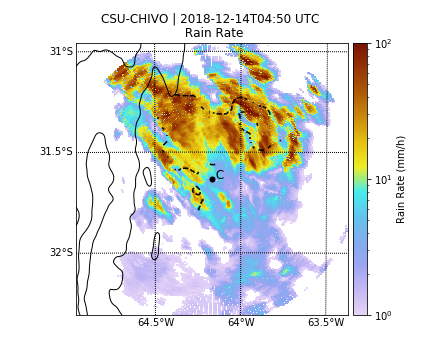 CSU-CHIVO | 2018-12-14T04:50 UTC
Rain Rate
31°S
31.5°S
32°S
64.5°W
64°W
63.5°W
C
10²
10¹
10⁰
Rain Rate (mm/h)